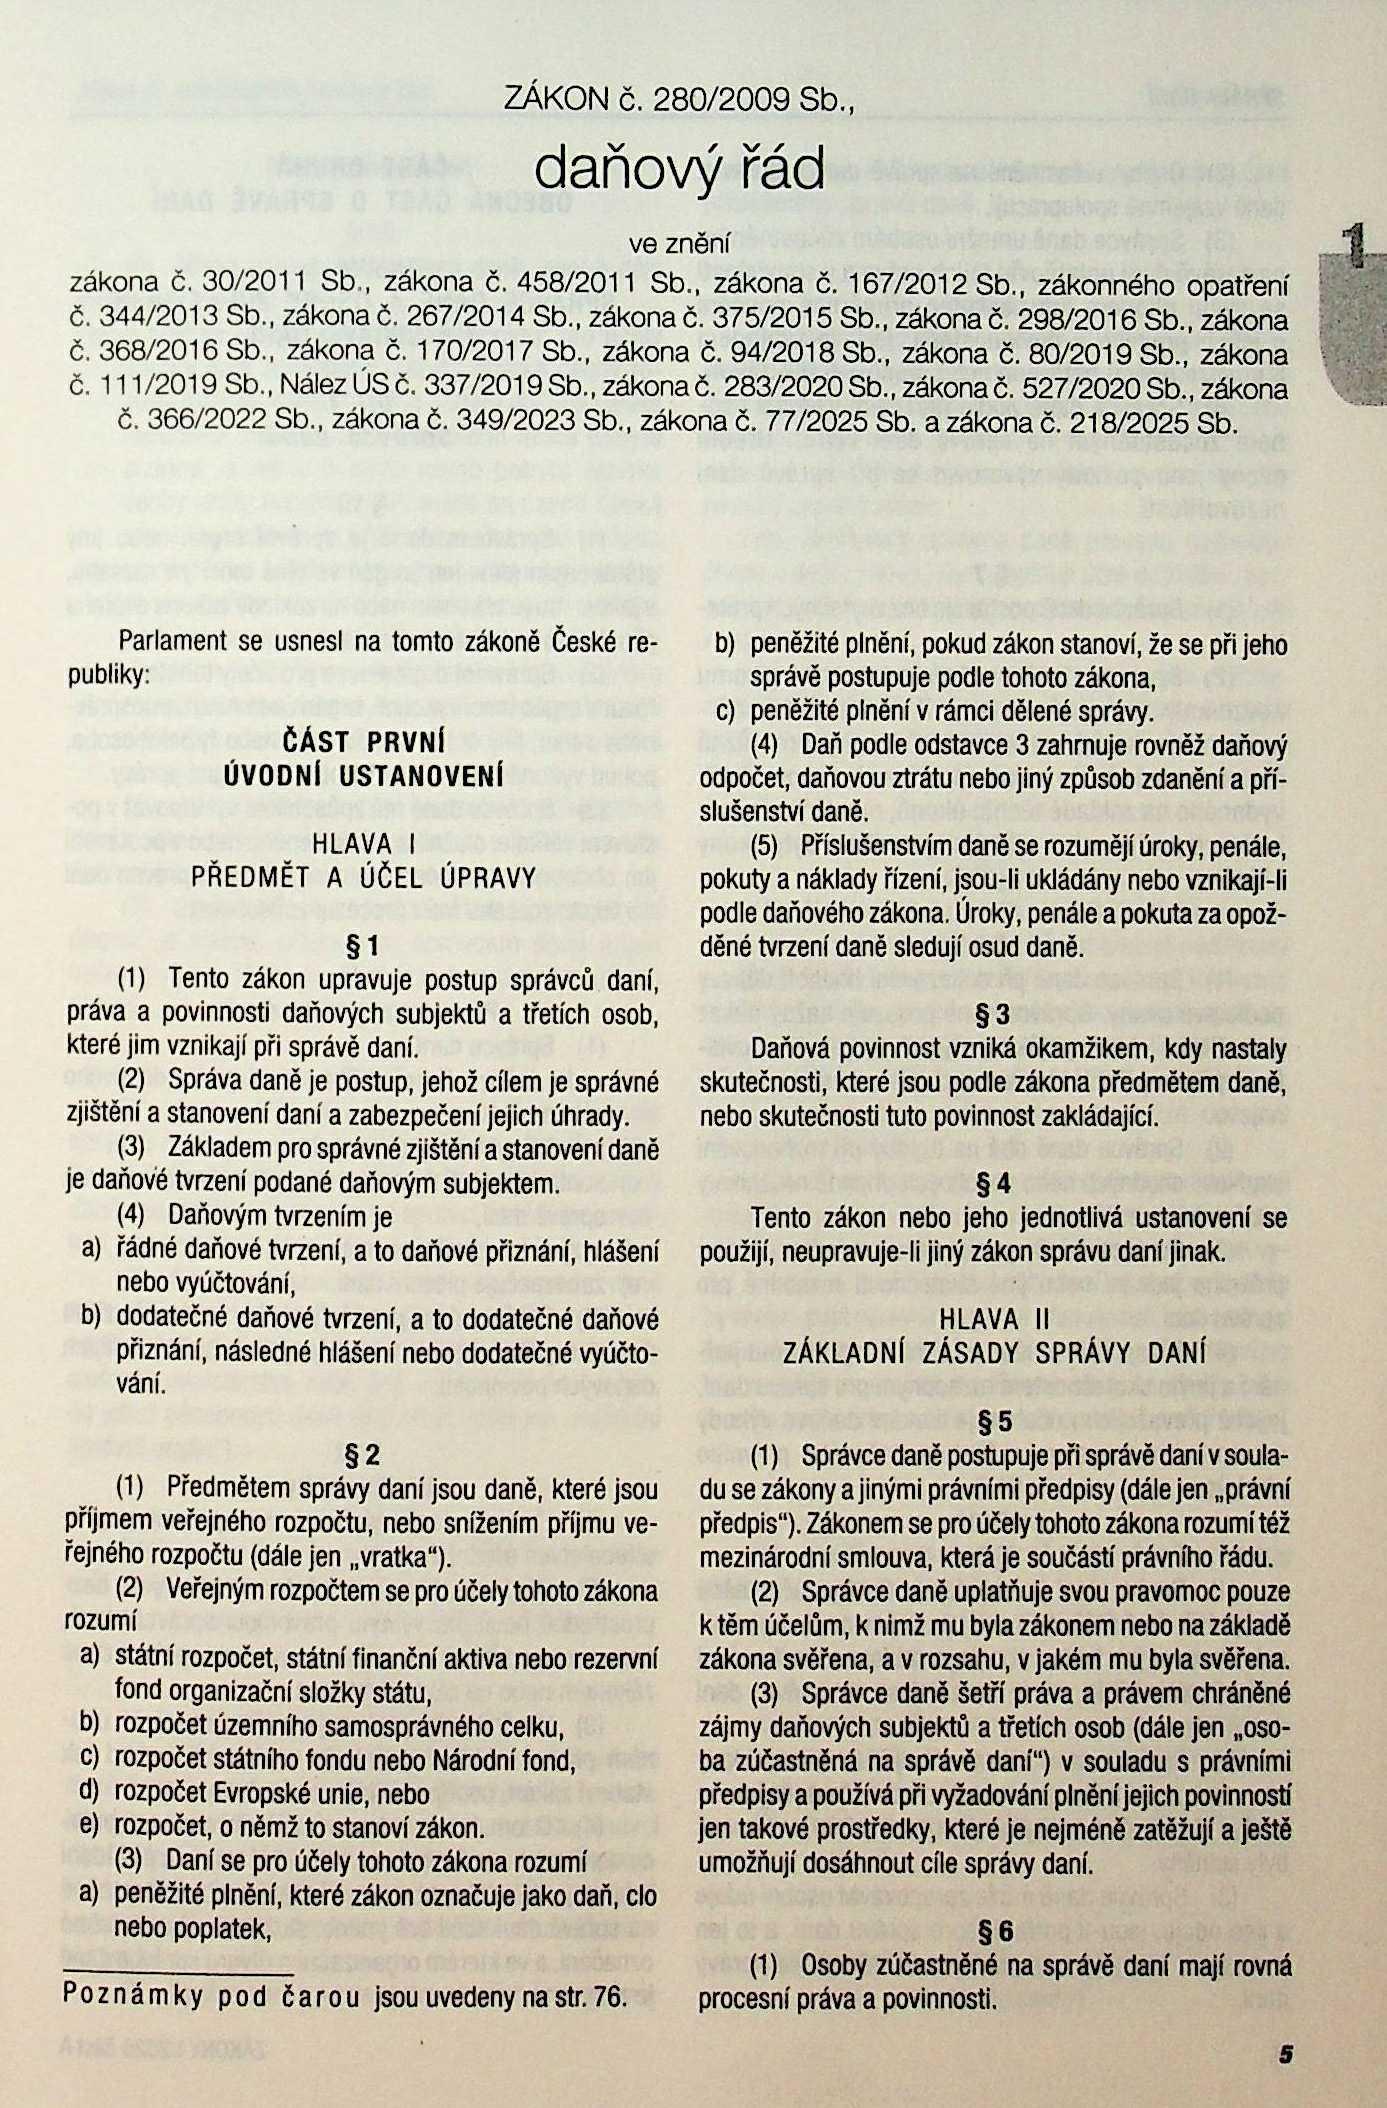 ZÁKON č. 280/2009 Sb.,
daňový řád
ve znění
zákona č. 30/2011 Sb., zákona č. 458/2011 Sb., zákona č. 167/2012 Sb., zákonného opatření
č. 344/2013 Sb., zákona č. 267/2014 Sb., zákona č. 375/2015 Sb., zákona č. 298/2016 Sb., zákona
č. 368/2016 Sb., zákona č. 170/2017 Sb., zákona č. 94/2018 Sb., zákona č. 80/2019 Sb., zákona
č. 111/2019 Sb., Nález ÚS č. 337/2019 Sb., zákona č. 283/2020 Sb., zákona č. 527/2020 Sb., zákona
č. 366/2022 Sb., zákona č. 349/2023 Sb., zákona č. 77/2025 Sb. a zákona č. 218/2025 Sb.
1
Parlament se usnesl na tomto zákoně České re-
publiky:
ČÁST PRVNÍ
ÚVODNÍ USTANOVENÍ
HLAVA I
PŘEDMĚT A ÚČEL ÚPRAVY
§ 1
(1) Tento zákon upravuje postup správců daní,
práva a povinnosti daňových subjektů a třetích osob,
které jim vznikají při správě daní.
(2) Správa daně je postup, jehož cílem je správné
zjištění a stanovení daní a zabezpečení jejich úhrady.
(3) Základem pro správné zjištění a stanovení daně
je daňové tvrzení podané daňovým subjektem.
(4) Daňovým tvrzením je
a) řádné daňové tvrzení, a to daňové přiznání, hlášení
nebo vyúčtování,
b) dodatečné daňové tvrzení, a to dodatečné daňové
přiznání, následné hlášení nebo dodatečné vyúčto-
vání.
§ 2
(1) Předmětem správy daní jsou daně, které jsou
příjmem veřejného rozpočtu, nebo snížením příjmu ve-
řejného rozpočtu (dále jen „vratka“).
(2) Veřejným rozpočtem se pro účely tohoto zákona
rozumí
a) státní rozpočet, státní finanční aktiva nebo rezervní
fond organizační složky státu,
b) rozpočet územního samosprávného celku,
c) rozpočet státního fondu nebo Národní fond,
d) rozpočet Evropské unie, nebo
e) rozpočet, o němž to stanoví zákon.
(3) Daní se pro účely tohoto zákona rozumí
a) peněžité plnění, které zákon označuje jako daň, clo
nebo poplatek,
Poznámky pod čarou jsou uvedeny na str. 76.
b) peněžité plnění, pokud zákon stanoví, že se při jeho
správě postupuje podle tohoto zákona,
c) peněžité plnění v rámci dělené správy.
(4) Daň podle odstavce 3 zahrnuje rovněž daňový
odpočet, daňovou ztrátu nebo jiný způsob zdanění a pří-
slušenství daně.
(5) Příslušenstvím daně se rozumějí úroky, penále,
pokuty a náklady řízení, jsou-li ukládány nebo vznikají-li
podle daňového zákona. Úroky, penále a pokuta za opož-
děné tvrzení daně sledují osud daně.
§ 3
Daňová povinnost vzniká okamžikem, kdy nastaly
skutečnosti, které jsou podle zákona předmětem daně,
nebo skutečnosti tuto povinnost zakládající.
§ 4
Tento zákon nebo jeho jednotlivá ustanovení se
použijí, neupravuje-li jiný zákon správu daní jinak.
HLAVA II
ZÁKLADNÍ ZÁSADY SPRÁVY DANÍ
§ 5
(1) Správce daně postupuje při správě daní v soula-
du se zákony a jinými právními předpisy (dále jen „právní
předpis“). Zákonem se pro účely tohoto zákona rozumí též
mezinárodní smlouva, která je součástí právního řádu.
(2) Správce daně uplatňuje svou pravomoc pouze
k těm účelům, k nimž mu byla zákonem nebo na základě
zákona svěřena, a v rozsahu, v jakém mu byla svěřena.
(3) Správce daně šetří práva a právem chráněné
zájmy daňových subjektů a třetích osob (dále jen „oso-
ba zúčastněná na správě daní“) v souladu s právními
předpisy a používá při vyžadování plnění jejich povinností
jen takové prostředky, které je nejméně zatěžují a ještě
umožňují dosáhnout cíle správy daní.
§ 6
(1) Osoby zúčastněné na správě daní mají rovná
procesní práva a povinnosti.
5